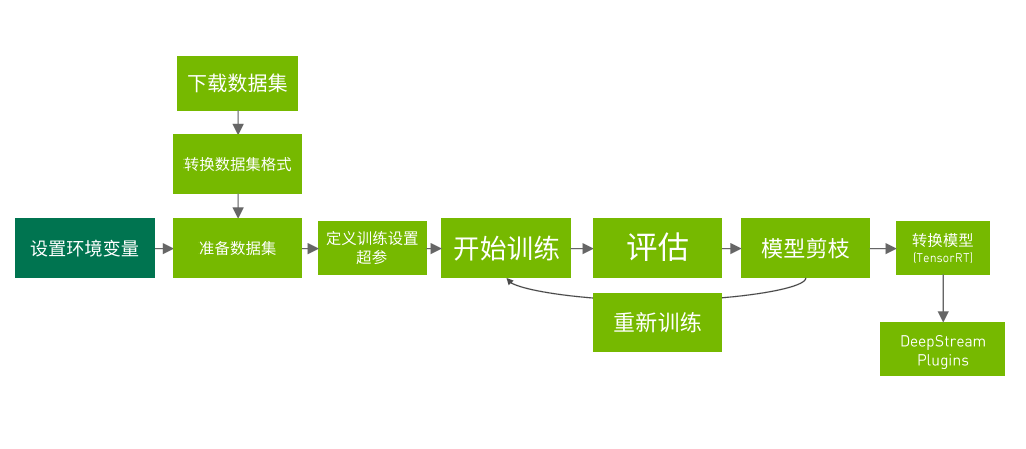 下载数据集
转换数据集格式
设置环境变量
准备数据集
定义训练设置
超参
开始训练
评估
模型剪枝
转换模型
[TensorRT]
重新训练
DeepStream
Plugins